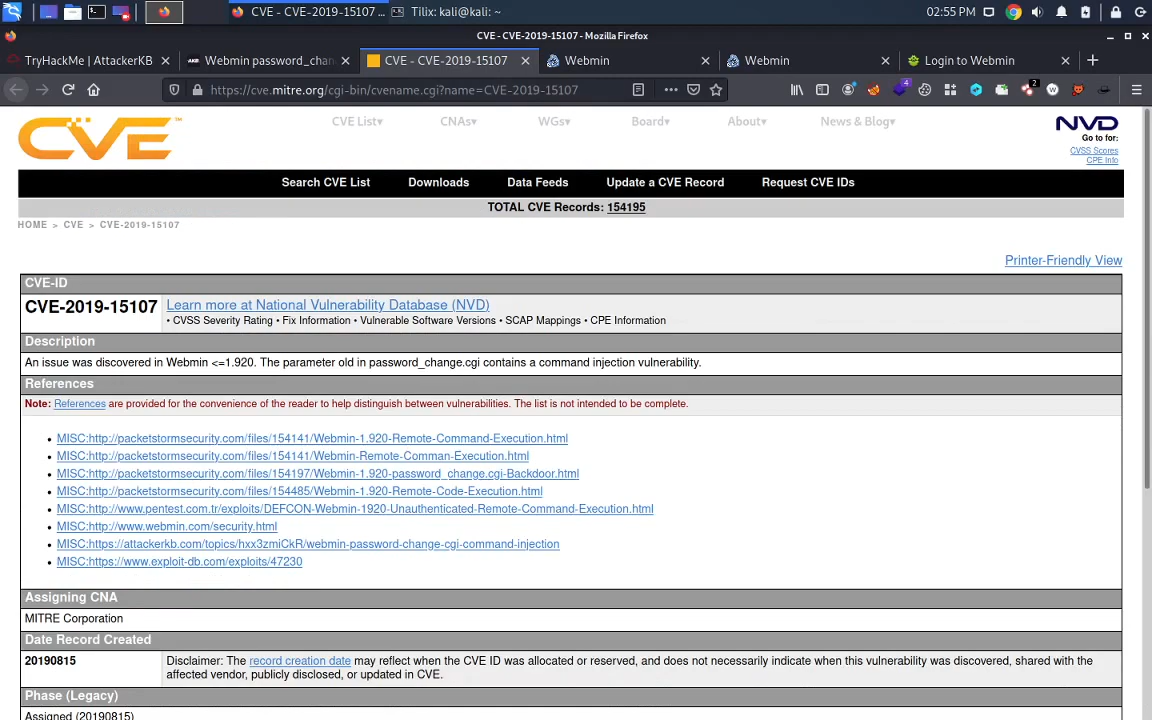 CVE - CVE-2019-15107 ...
Tilix: kali@kali: ~
02:55 PM
CVE - CVE-2019-15107 - Mozilla Firefox
TryHackMe | AttackerKB
Webmin password_chan
CVE - CVE-2019-15107
Webmin
Webmin
Login to Webmin
https://cve.mitre.org/cgi-bin/cvename.cgi?name=CVE-2019-15107
4
2
CVE™
CVE List▾
CNAs▾
WGs▾
Board▾
About▾
News & Blog▾
NVD
Go to for:
CVSS Scores
CPE Info
Search CVE List
Downloads
Data Feeds
Update a CVE Record
Request CVE IDs
TOTAL CVE Records: 154195
HOME > CVE > CVE-2019-15107
Printer-Friendly View
CVE-ID
CVE-2019-15107 Learn more at National Vulnerability Database (NVD)
• CVSS Severity Rating • Fix Information • Vulnerable Software Versions • SCAP Mappings • CPE Information
Description
An issue was discovered in Webmin <=1.920. The parameter old in password_change.cgi contains a command injection vulnerability.
References
Note: References are provided for the convenience of the reader to help distinguish between vulnerabilities. The list is not intended to be complete.
• MISC:http://packetstormsecurity.com/files/154141/Webmin-1.920-Remote-Command-Execution.html
• MISC:http://packetstormsecurity.com/files/154141/Webmin-Remote-Comman-Execution.html
• MISC:http://packetstormsecurity.com/files/154197/Webmin-1.920-password_change.cgi-Backdoor.html
• MISC:http://packetstormsecurity.com/files/154485/Webmin-1.920-Remote-Code-Execution.html
• MISC:http://www.pentest.com.tr/exploits/DEFCON-Webmin-1920-Unauthenticated-Remote-Command-Execution.html
• MISC:http://www.webmin.com/security.html
• MISC:https://attackerkb.com/topics/hxx3zmiCkR/webmin-password-change-cgi-command-injection
• MISC:https://www.exploit-db.com/exploits/47230
Assigning CNA
MITRE Corporation
Date Record Created
20190815
Disclaimer: The record creation date may reflect when the CVE ID was allocated or reserved, and does not necessarily indicate when this vulnerability was discovered, shared with the
affected vendor, publicly disclosed, or updated in CVE.
Phase (Legacy)
Assigned (20190815)